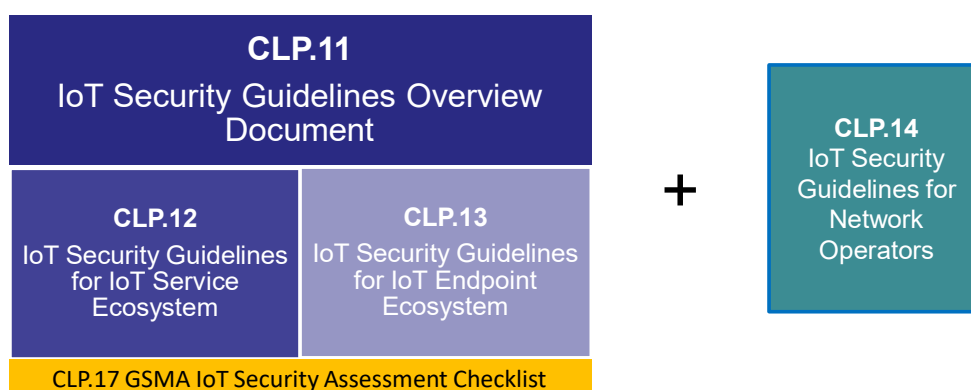 CLP.11
IoT Security Guidelines Overview
Document
CLP.12
IoT Security Guidelines
for IoT Service
Ecosystem
CLP.13
IoT Security Guidelines
for IoT Endpoint
Ecosystem
CLP.17 GSMA IoT Security Assessment Checklist
+
CLP.14
IoT Security
Guidelines for
Network
Operators